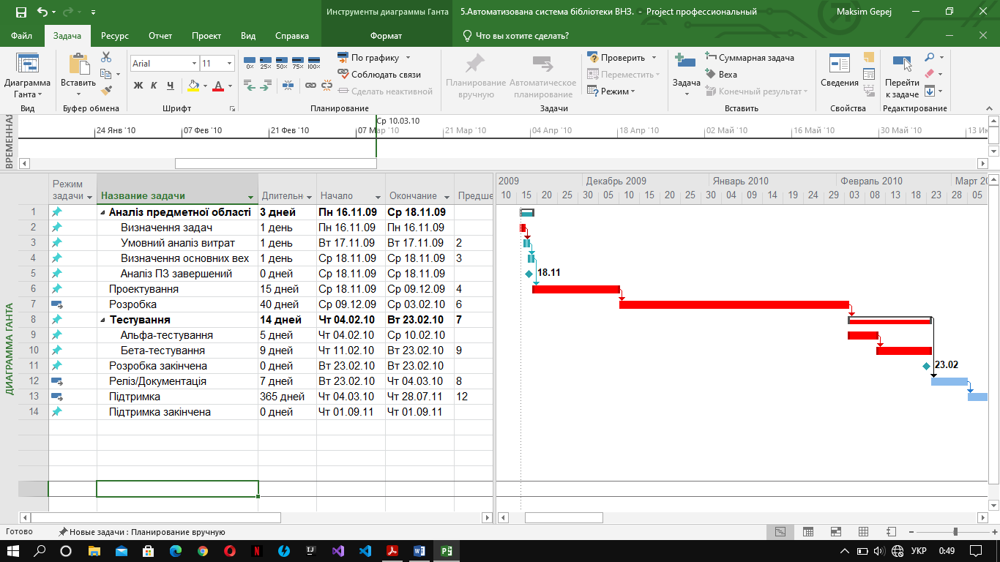 Инструменты диаграммы Ганта
5.Автоматизована система бібліотеки ВНЗ. - Project профессиональный
Maksim Gepej
Файл Задача Ресурс Отчет Проект Вид Справка Формат Что вы хотите сделать?
Диаграмма Ганта
Вид
Вставить
Буфер обмена
Arial 11
Ж К Ч А
Шрифт
0% 25% 50% 75% 100%
По графику
Соблюдать связи
Сделать неактивной
Планирование
Планирование вручную
Автоматическое планирование
Проверить
Переместить
Режим
Задачи
Задача
Суммарная задача
Веха
Конечный результат
Вставить
Сведения
Свойства
Перейти к задаче
Редактирование
ВРЕМЕННАЯ
Ср 10.03.10
24 Янв '10 07 Фев '10 21 Фев '10 07 Мар '10 21 Мар '10 04 Апр '10 18 Апр '10 02 Май '10 16 Май '10 30 Май '10
ДИАГРАММА ГАНТА
Режим задачи Название задачи Длительн Начало Окончание Предше
2009 Декабрь 2009 Январь 2010 Февраль 2010
10 15 20 25 30 05 10 15 20 25 30 04 09 14 19 24 29 03 08 13 18 23 28 05
1 Аналіз предметної області 3 дней Пн 16.11.09 Ср 18.11.09
2 Визначення задач 1 день Пн 16.11.09 Пн 16.11.09
3 Умовний аналіз витрат 1 день Вт 17.11.09 Вт 17.11.09 2
4 Визначення основних вех 1 день Ср 18.11.09 Ср 18.11.09 3
5 Аналіз ПЗ завершений 0 дней Ср 18.11.09 Ср 18.11.09
18.11
6 Проектування 15 дней Ср 18.11.09 Ср 09.12.09 4
7 Розробка 40 дней Ср 09.12.09 Ср 03.02.10 6
8 Тестування 14 дней Чт 04.02.10 Вт 23.02.10 7
9 Альфа-тестування 5 дней Чт 04.02.10 Ср 10.02.10
10 Бета-тестування 9 дней Чт 11.02.10 Вт 23.02.10 9
11 Розробка закінчена 0 дней Вт 23.02.10 Вт 23.02.10
23.02
12 Реліз/Документація 7 дней Вт 23.02.10 Чт 04.03.10 8
13 Підтримка 365 дней Чт 04.03.10 Чт 28.07.11 12
14 Підтримка закінчена 0 дней Чт 01.09.11 Чт 01.09.11
Готово
Новые задачи : Планирование вручную
УКР 0:49